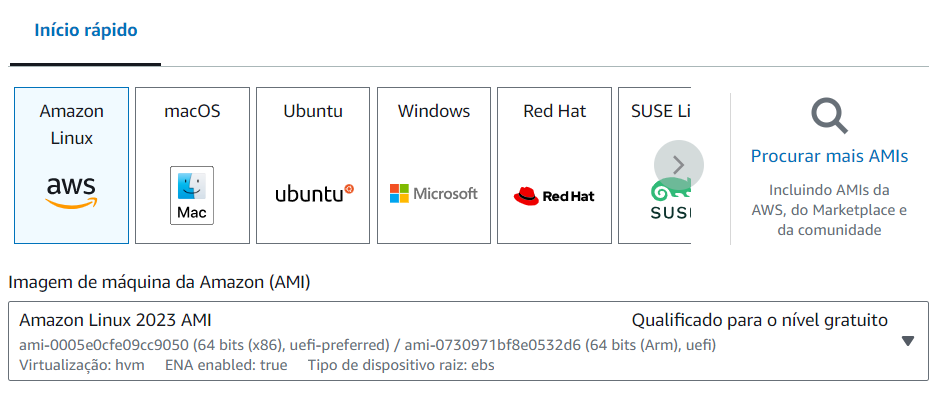 Início rápido
Amazon
Linux
aws
macOS
Mac
Ubuntu
ubuntu
Windows
Microsoft
Red Hat
Red Hat
SUSE Li
SUS
Procurar mais AMIs
Incluindo AMIs da
AWS, do Marketplace e
da comunidade
Imagem de máquina da Amazon (AMI)
Amazon Linux 2023 AMI
Qualificado para o nível gratuito
ami-0005e0cfe09cc9050 (64 bits (x86), uefi-preferred) / ami-0730971bf8e0532d6 (64 bits (Arm), uefi)
Virtualização: hvm ENA enabled: true Tipo de dispositivo raiz: ebs